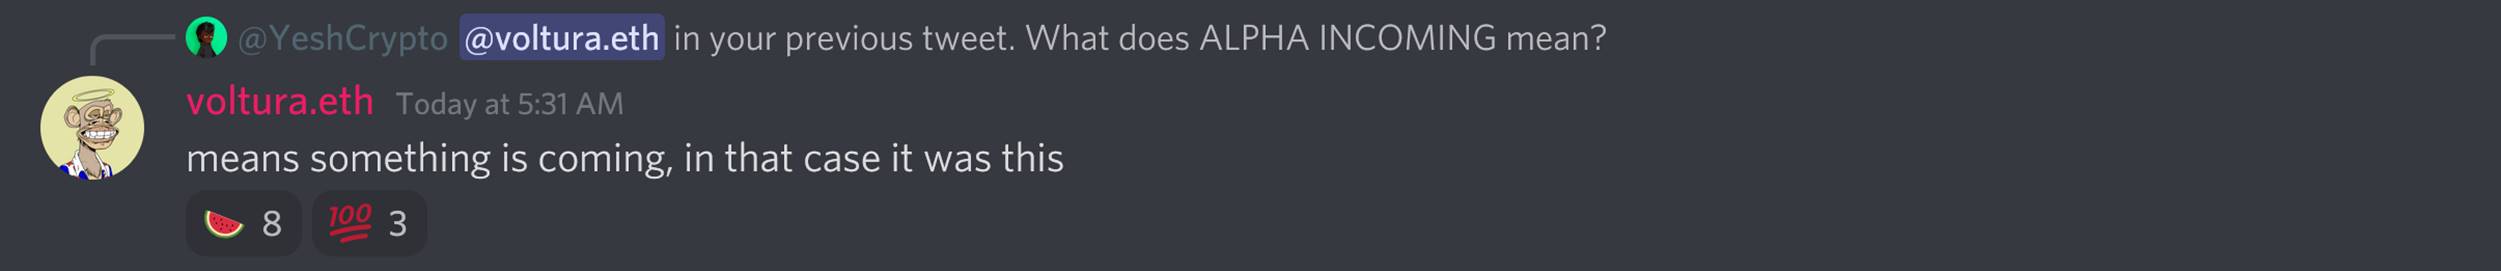 @YeshCrypto @voltura.eth in your previous tweet. What does ALPHA INCOMING mean?
voltura.eth Today at 5:31 AM
means something is coming, in that case it was this
8 100 3